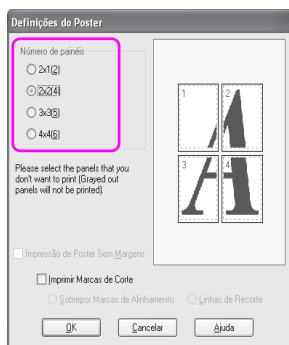 Definições do Poster
Número de painéis
2x1(2)
2x2(4)
3x3(5)
4x4(6)
1 2
3 4
Please select the panels that you
don't want to print (Grayed out
panels will not be printed).
Impressão de Poster Sem Margens
Imprimir Marcas de Corte
Sobrepor Marcas de Alinhamento
Linhas de Recorte
OK
Cancelar
Ajuda